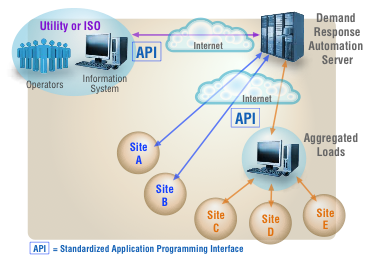 Utility or ISO
Operators
Information
System
API
Internet
Demand
Response
Automation
Server
Internet
API
Aggregated
Loads
Site
A
Site
B
Site
C
Site
D
Site
E
API = Standardized Application Programming Interface